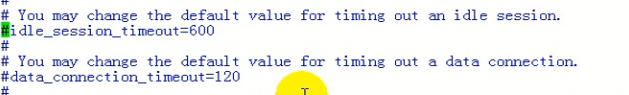 #
# You may change the default value for timing out an idle session.
#idle_session_timeout=600
#
# You may change the default value for timing out a data connection.
#data_connection_timeout=120
#